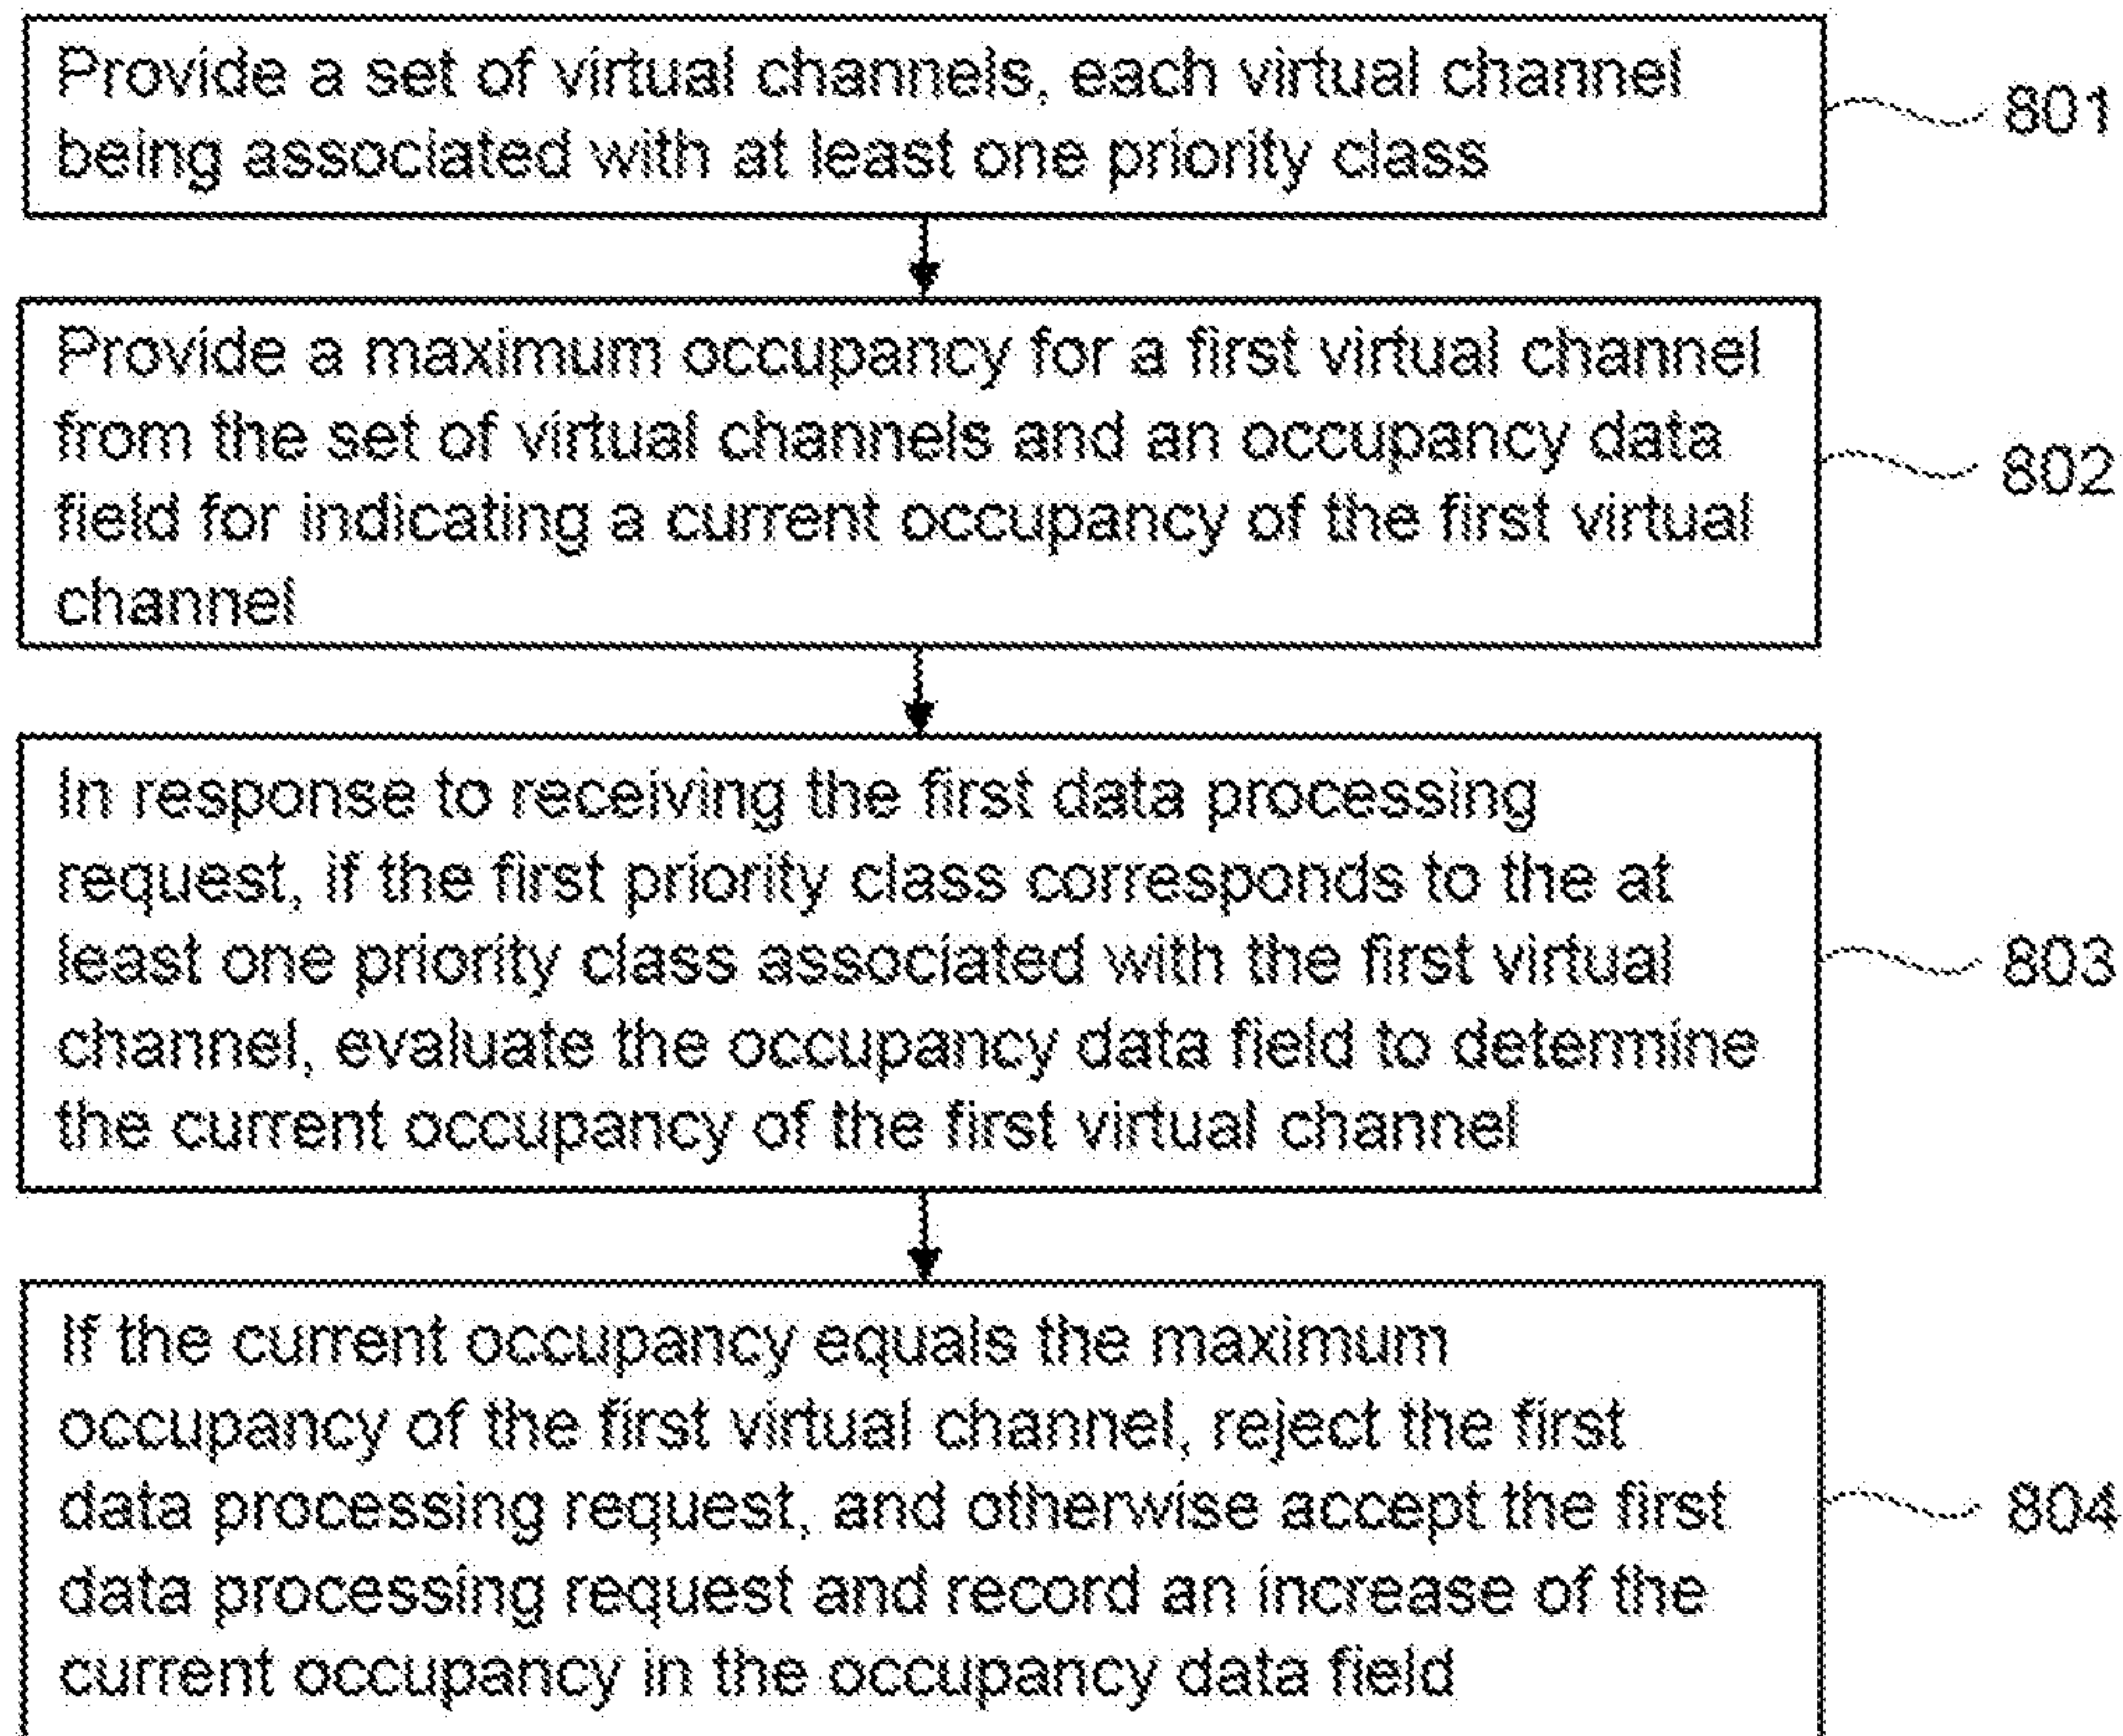 Provide a set of virtual channels, each virtual channel
being associated with at least one priority class
801
Provide a maximum occupancy for a first virtual channel
from the set of virtual channels and an occupancy data
field for indicating a current occupancy of the first virtual
channel
802
In response to receiving the first data processing
request, if the first priority class corresponds to the at
least one priority class associated with the first virtual
channel, evaluate the occupancy data field to determine
the current occupancy of the first virtual channel
803
If the current occupancy equals the maximum
occupancy of the first virtual channel, reject the first
data processing request, and otherwise accept the first
data processing request and record an increase of the
current occupancy in the occupancy data field
804